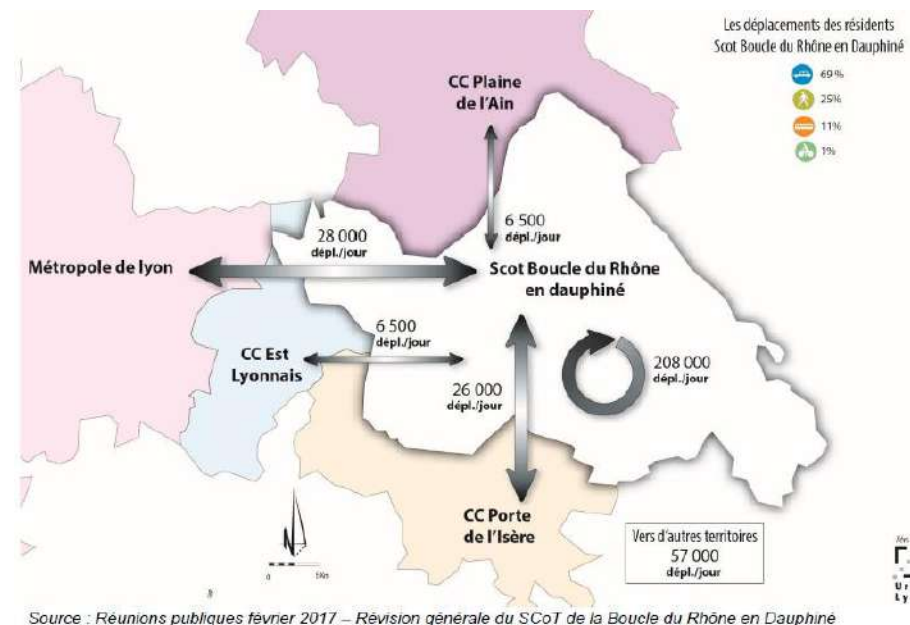 Les déplacements des résidents
Scot Boucle du Rhône en Dauphiné
69%
25%
11%
1%
CC Plaine
de l'Ain
6 500
dépl./jour
28 000
dépl./jour
Métropole de lyon
Scot Boucle du Rhône
en dauphiné
6 500
dépl./jour
CC Est
Lyonnais
26 000
dépl./jour
208 000
dépl./jour
CC Porte
de l'Isère
Vers d'autres territoires
57 000
dépl./jour
N
0 5Km
Source : Réunions publiques février 2017 – Révision générale du SCoT de la Boucle du Rhône en Dauphiné